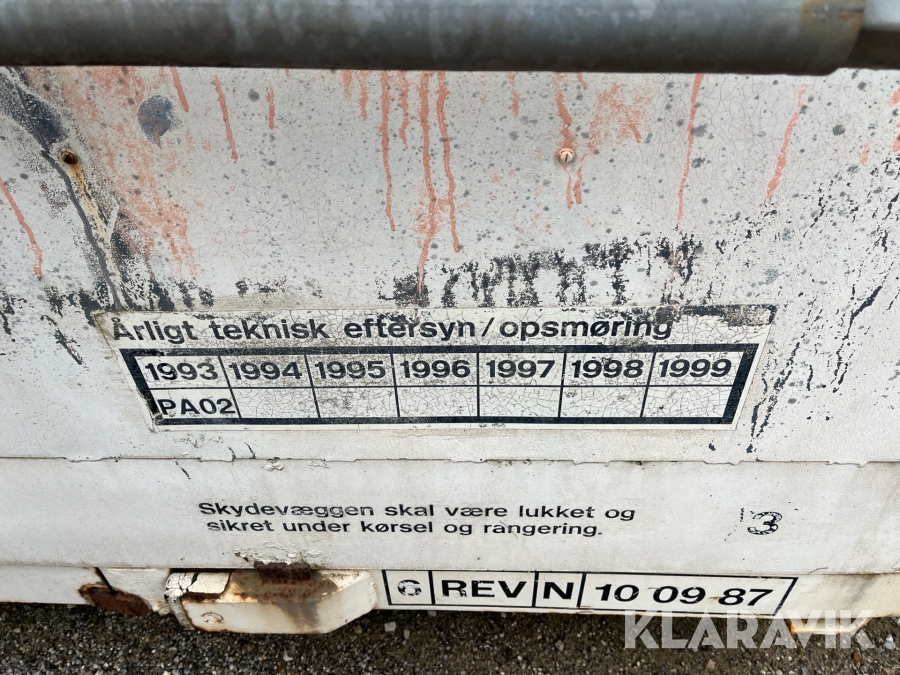 Årligt teknisk eftersyn/opsmøring
1993 1994 1995 1996 1997 1998 1999
PA02
Skydevæggen skal være lukket og
sikret under kørsel og rangering.
3
6 REV N 10 09 87
KLARAVIK